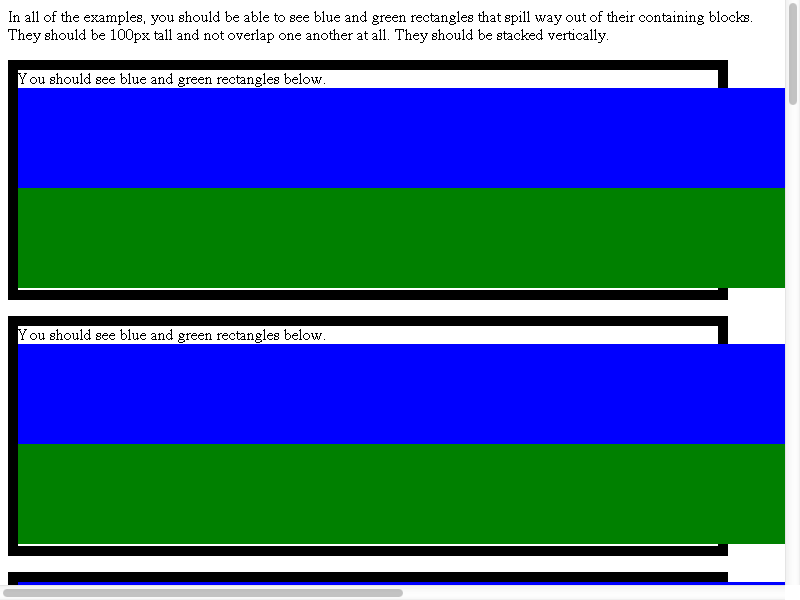 In all of the examples, you should be able to see blue and green rectangles that spill way out of their containing blocks.
They should be 100px tall and not overlap one another at all. They should be stacked vertically.
You should see blue and green rectangles below.
You should see blue and green rectangles below.